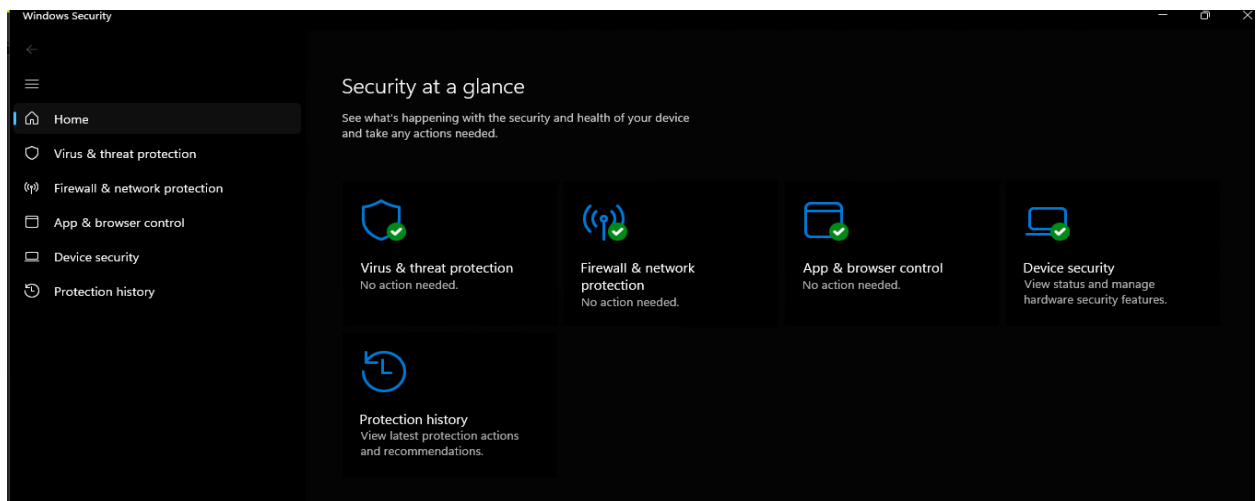 Windows Security
Home
Virus & threat protection
Firewall & network protection
App & browser control
Device security
Protection history
Security at a glance
See what's happening with the security and health of your device
and take any actions needed.
Virus & threat protection
No action needed.
Firewall & network
protection
No action needed.
App & browser control
No action needed.
Device security
View status and manage
hardware security features.
Protection history
View latest protection actions
and recommendations.